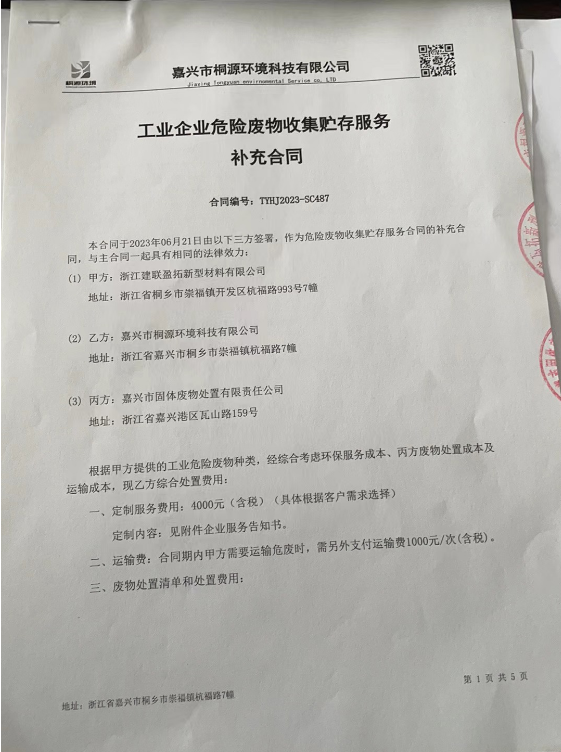 桐源环境
嘉兴市桐源环境科技有限公司
Jiaxing Tongyuan environmental Service co. LTD
工业企业危险废物收集贮存服务
补充合同
合同编号：TYHJ2023-SC487
本合同于2023年06月21日由以下三方签署，作为危险废物收集贮存服务合同的补充合
同，与主合同一起具有相同的法律效力：
(1) 甲方：浙江建联盈拓新型材料有限公司
地址：浙江省桐乡市崇福镇开发区杭福路993号7幢
(2) 乙方：嘉兴市桐源环境科技有限公司
地址：浙江省嘉兴市桐乡市崇福镇杭福路7幢
(3) 丙方：嘉兴市固体废物处置有限责任公司
地址：浙江省嘉兴港区瓦山路159号
根据甲方提供的工业危险废物种类，经综合考虑环保服务成本、丙方废物处置成本及
运输成本，现乙方综合处置费用：
一、定制服务费用：4000元（含税）（具体根据客户需求选择）
定制内容：见附件企业服务告知书。
二、运输费：合同期内甲方需要运输危废时，需另外支付运输费1000元/次(含税)。
三、废物处置清单和处置费用：
第 1 页 共 5 页
地址：浙江省嘉兴市桐乡市崇福镇杭福路7幢